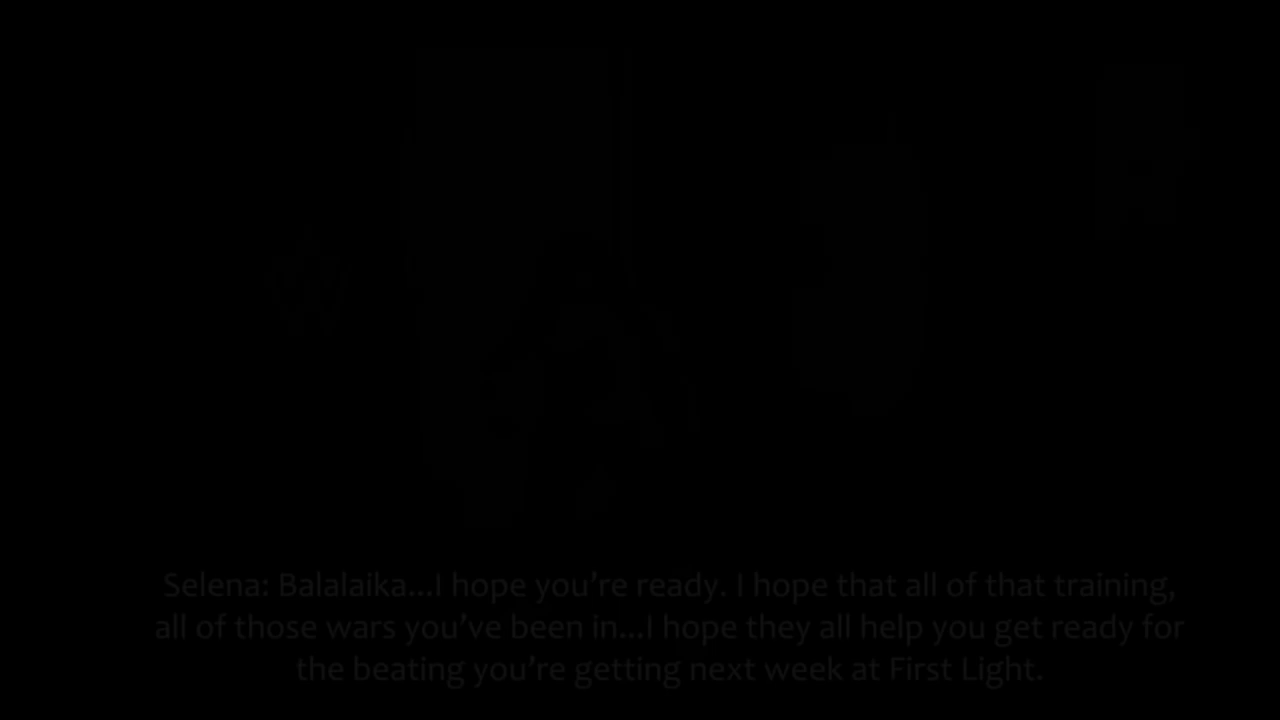 Selena: Balalaika...I hope you’re ready. I hope that all of that training,
all of those wars you’ve been in...I hope they all help you get ready for
the beating you’re getting next week at First Light.